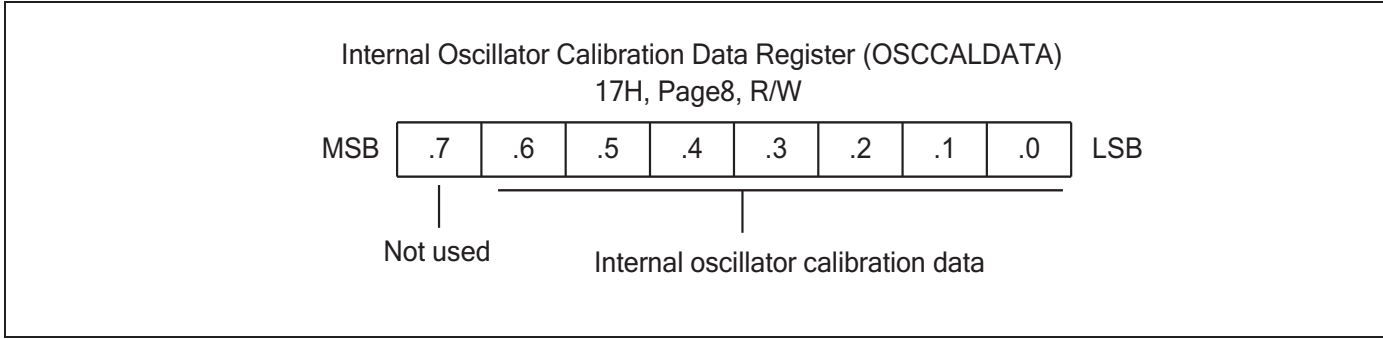 Internal Oscillator Calibration Data Register (OSCCALDATA)
17H, Page8, R/W
MSB .7 .6 .5 .4 .3 .2 .1 .0 LSB
Not used
Internal oscillator calibration data